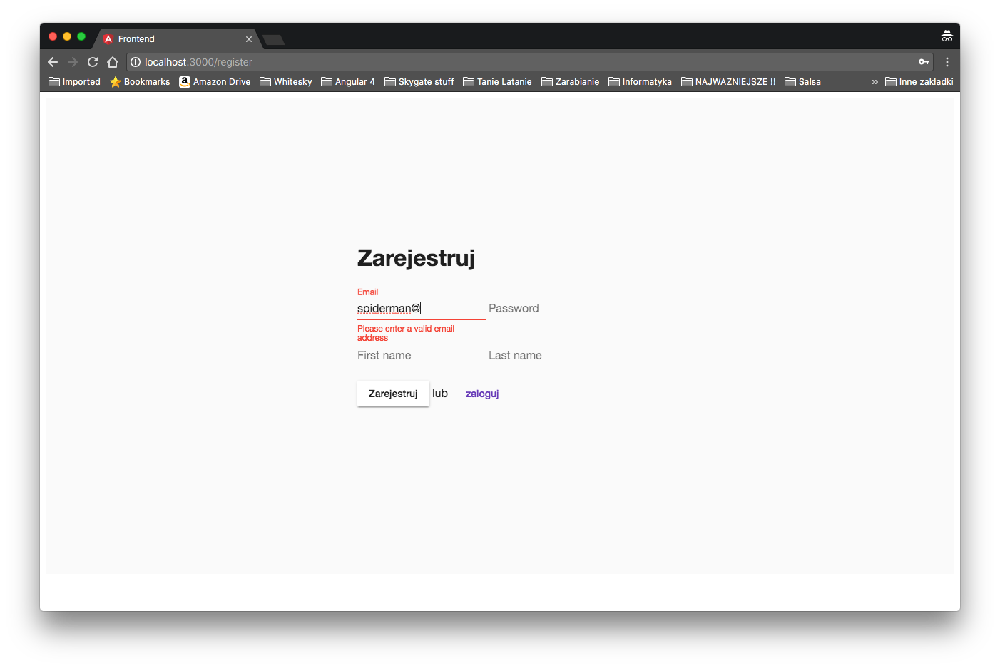 Frontend
localhost:3000/register
Imported Bookmarks Amazon Drive Whitesky Angular 4 Skygate stuff Tanie Latanie Zarabianie Informatyka NAJWAZNIEJSZE !! Salsa » Inne zakładki
Zarejestruj
Email
spiderman@ Password
Please enter a valid email
address
First name Last name
Zarejestruj lub zaloguj